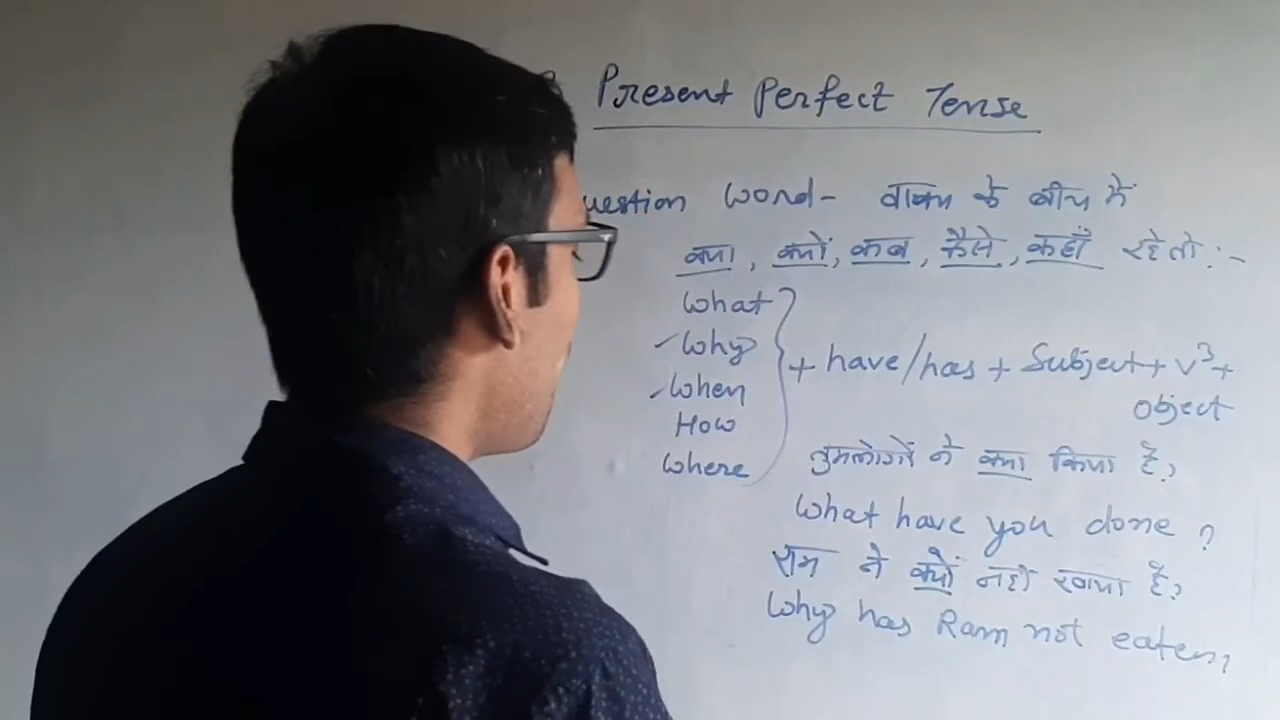 Present Perfect Tense
uestion word- वाक्य के बीच में
क्या, क्यों, कब, कैसे, कहाँ रहे तो :-
What
Why
When
How
Where
+ have/has + Subject + V3 +
Object
तुमलोगों ने क्या किया है?
What have you done ?
राम ने क्यों नहीं खाया है?
Why has Ram not eaten?